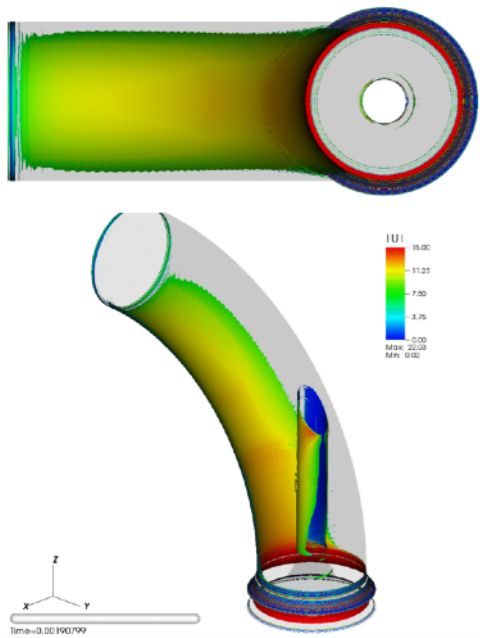 |U|
15.00
11.25
7.50
3.75
0.00
Max: 22.03
Min: 0.00
Z
X Y
Time=0.00190799